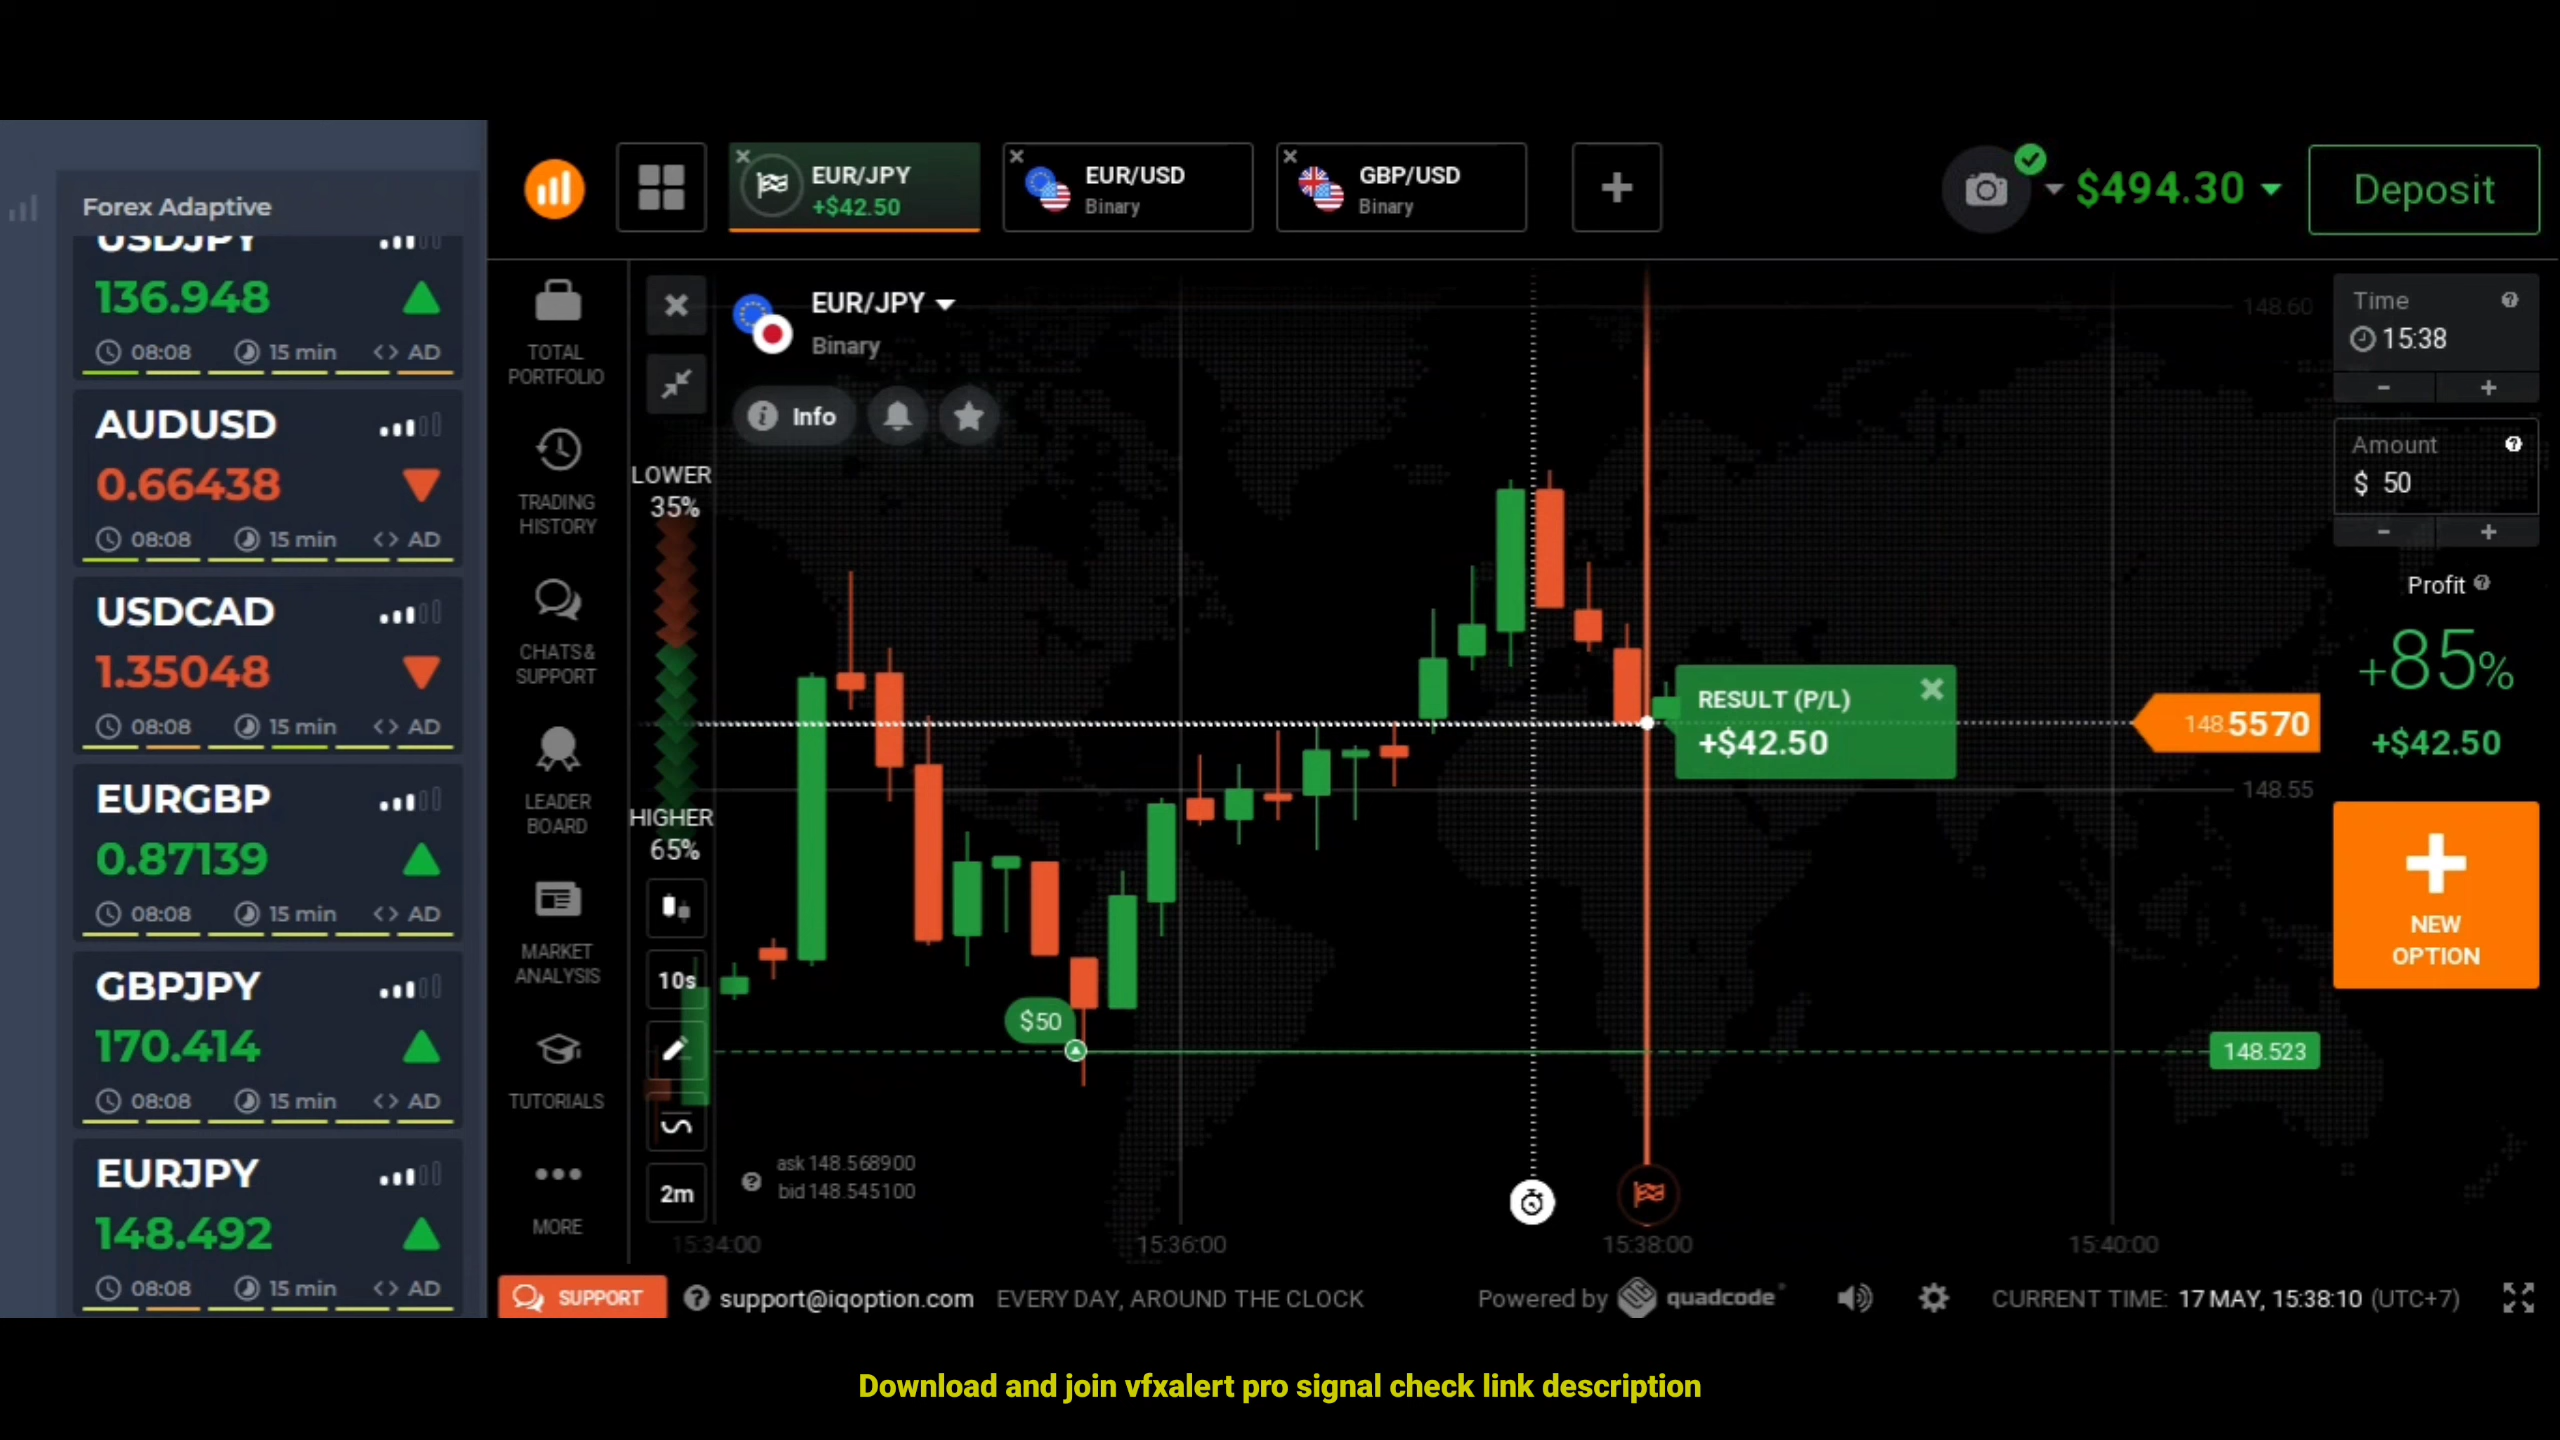 Forex Adaptive
USDJPY
136.948
08:08 15 min <> AD
AUDUSD
0.66438
08:08 15 min <> AD
USDCAD
1.35048
08:08 15 min <> AD
EURGBP
0.87139
08:08 15 min <> AD
GBPJPY
170.414
08:08 15 min <> AD
EURJPY
148.492
08:08 15 min <> AD
EUR/JPY
+$42.50
EUR/USD
Binary
GBP/USD
Binary
$494.30
Deposit
TOTAL
PORTFOLIO
TRADING
HISTORY
CHATS &
SUPPORT
LEADER
BOARD
MARKET
ANALYSIS
TUTORIALS
MORE
EUR/JPY
Binary
Info
LOWER
35%
HIGHER
65%
10s
2m
$50
ask 148.568900
bid 148.545100
RESULT (P/L)
+$42.50
148.60
148.5570
148.55
148.523
15:34:00
15:36:00
15:38:00
15:40:00
Time
15:38
- +
Amount
$ 50
- +
Profit
+85%
+$42.50
NEW
OPTION
SUPPORT
support@iqoption.com EVERY DAY, AROUND THE CLOCK
Powered by quadcode
CURRENT TIME: 17 MAY, 15:38:10 (UTC+7)
Download and join vfxalert pro signal check link description